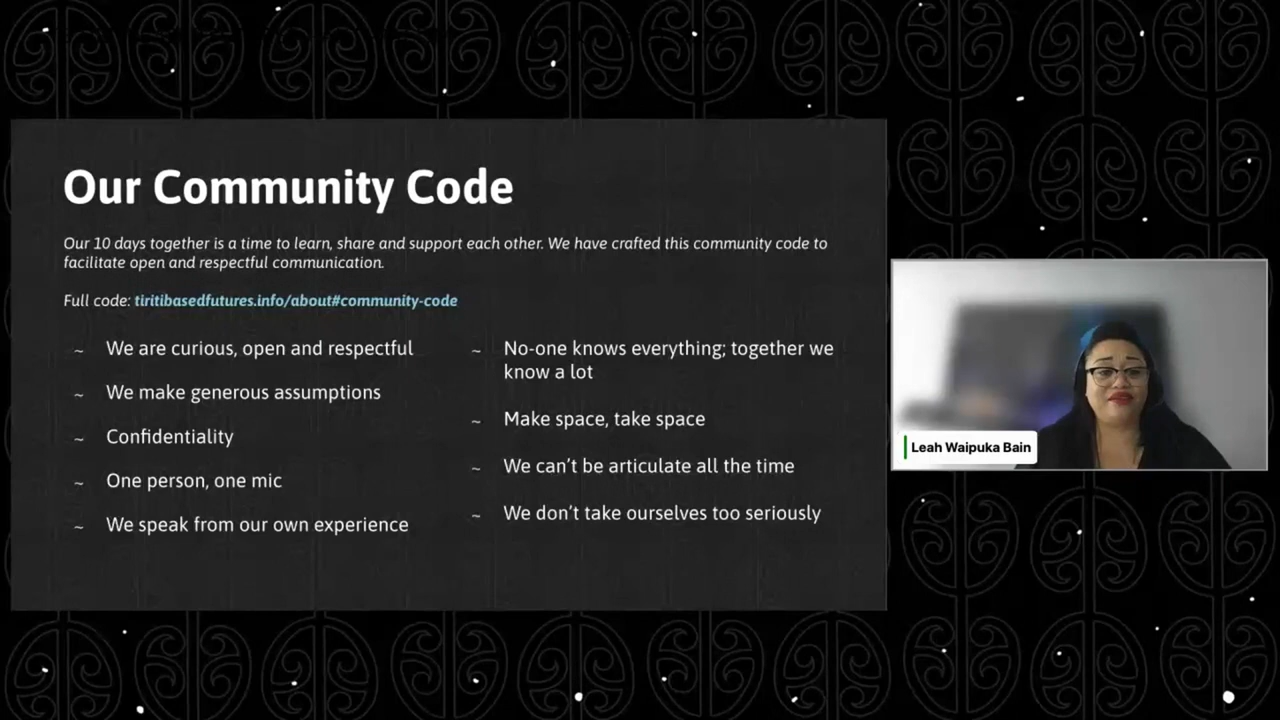 Our Community Code
Our 10 days together is a time to learn, share and support each other. We have crafted this community code to
facilitate open and respectful communication.
Full code: tiritibasedfutures.info/about#community-code
~ We are curious, open and respectful
~ We make generous assumptions
~ Confidentiality
~ One person, one mic
~ We speak from our own experience
~ No-one knows everything; together we
know a lot
~ Make space, take space
~ We can’t be articulate all the time
~ We don’t take ourselves too seriously
Leah Waipuka Bain